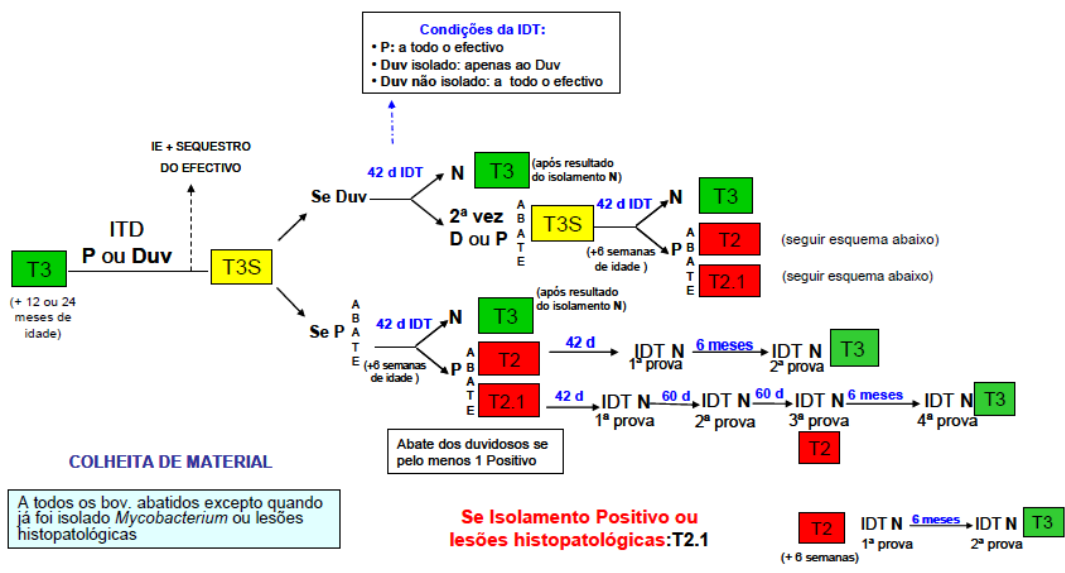 Condições da IDT:
• P: a todo o efectivo
• Duv isolado: apenas ao Duv
• Duv não isolado: a todo o efectivo
IE + SEQUESTRO
DO EFECTIVO
ITD
P ou Duv
T3
(+ 12 ou 24
meses de
idade)
T3S
Se Duv
42 d IDT
N
T3
(após resultado
do isolamento N)
2ª vez
D ou P
ABATE
T3S
42 d IDT
(+6 semanas
de idade )
N
T3
P
ABATE
T2
(seguir esquema abaixo)
T2.1
(seguir esquema abaixo)
Se P
ABATE
42 d IDT
(+6 semanas
de idade )
N
T3
(após resultado
do isolamento N)
P
ABATE
T2
42 d
IDT N
1ª prova
6 meses
IDT N
2ª prova
T3
T2.1
42 d
IDT N
1ª prova
60 d
IDT N
2ª prova
60 d
IDT N
3ª prova
T2
6 meses
IDT N
4ª prova
T3
Abate dos duvidosos se
pelo menos 1 Positivo
COLHEITA DE MATERIAL
A todos os bov. abatidos excepto quando
já foi isolado Mycobacterium ou lesões
histopatológicas
Se Isolamento Positivo ou
lesões histopatológicas:T2.1
T2
(+ 6 semanas)
IDT N
1ª prova
6 meses
IDT N
2ª prova
T3